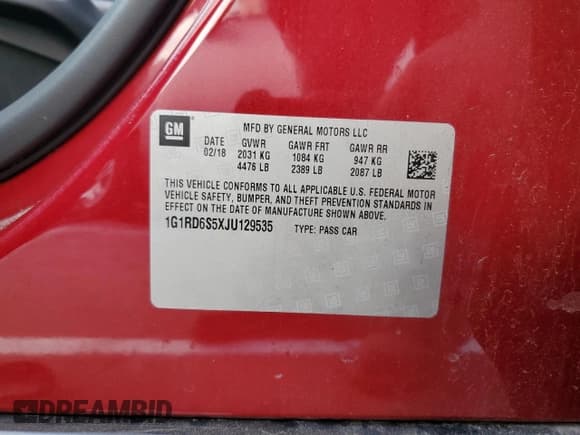 GM
MFD BY GENERAL MOTORS LLC
DATE GVWR GAWR FRT GAWR RR
02/18 2031 KG 1084 KG 947 KG
4476 LB 2389 LB 2087 LB
THIS VEHICLE CONFORMS TO ALL APPLICABLE U.S. FEDERAL MOTOR
VEHICLE SAFETY, BUMPER, AND THEFT PREVENTION STANDARDS IN
EFFECT ON THE DATE OF MANUFACTURE SHOWN ABOVE.
1G1RD6S5XJU129535 TYPE: PASS CAR
DREAMBID